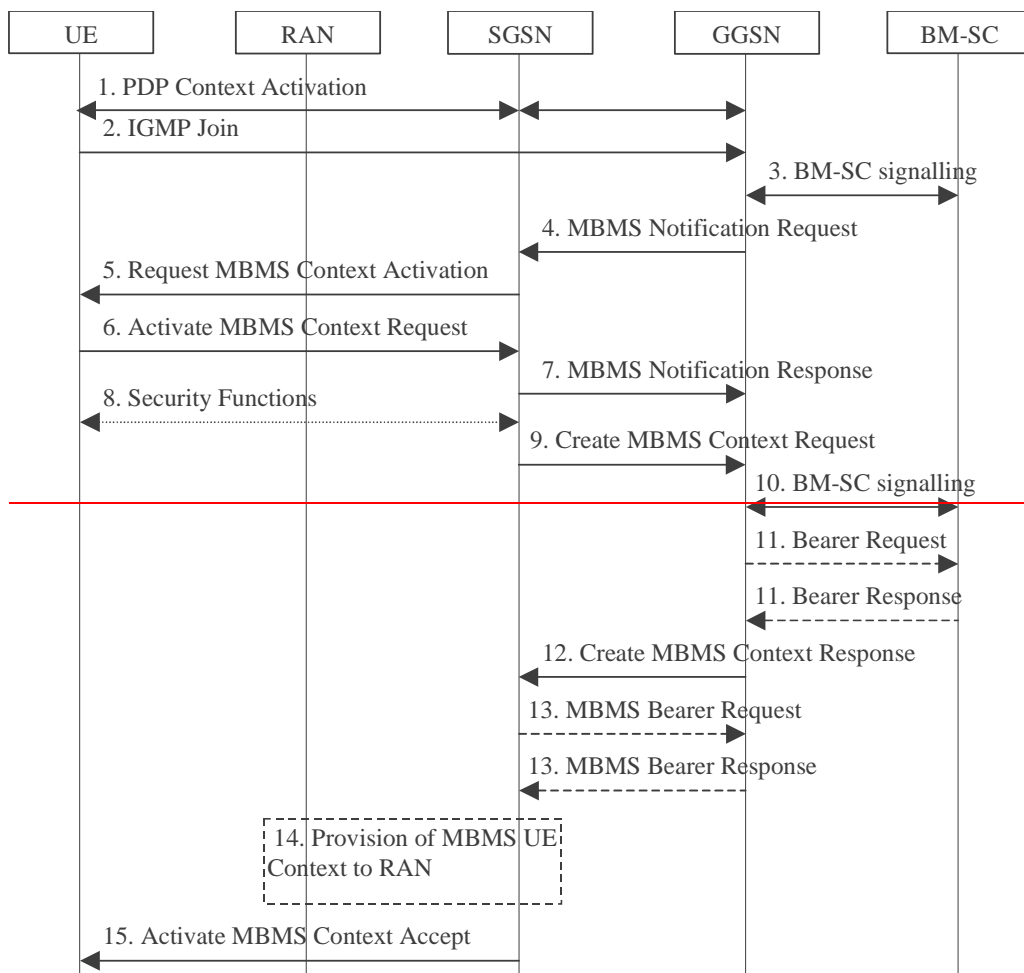 UE RAN SGSN GGSN BM-SC
1. PDP Context Activation
2. IGMP Join
3. BM-SC signalling
4. MBMS Notification Request
5. Request MBMS Context Activation
6. Activate MBMS Context Request
7. MBMS Notification Response
8. Security Functions
9. Create MBMS Context Request
10. BM-SC signalling
11. Bearer Request
11. Bearer Response
12. Create MBMS Context Response
13. MBMS Bearer Request
13. MBMS Bearer Response
14. Provision of MBMS UE
Context to RAN
15. Activate MBMS Context Accept